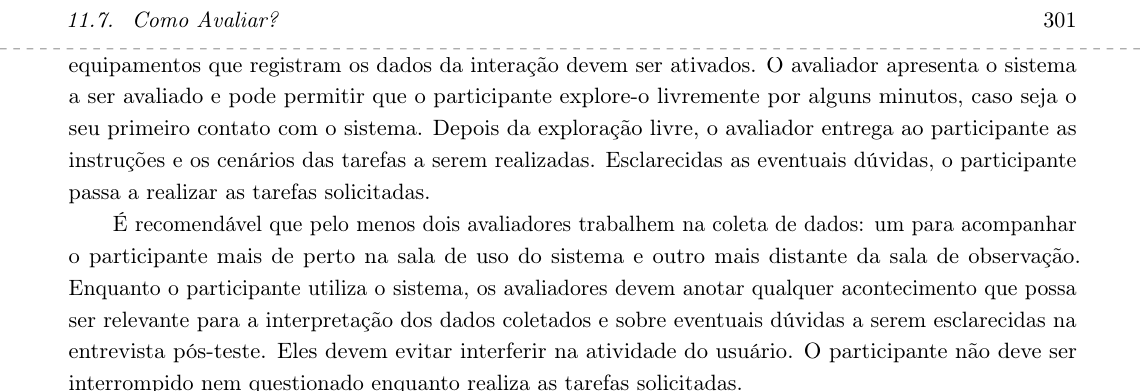 11.7. Como Avaliar? 301
equipamentos que registram os dados da interação devem ser ativados. O avaliador apresenta o sistema
a ser avaliado e pode permitir que o participante explore-o livremente por alguns minutos, caso seja o
seu primeiro contato com o sistema. Depois da exploração livre, o avaliador entrega ao participante as
instruções e os cenários das tarefas a serem realizadas. Esclarecidas as eventuais dúvidas, o participante
passa a realizar as tarefas solicitadas.
É recomendável que pelo menos dois avaliadores trabalhem na coleta de dados: um para acompanhar
o participante mais de perto na sala de uso do sistema e outro mais distante da sala de observação.
Enquanto o participante utiliza o sistema, os avaliadores devem anotar qualquer acontecimento que possa
ser relevante para a interpretação dos dados coletados e sobre eventuais dúvidas a serem esclarecidas na
entrevista pós-teste. Eles devem evitar interferir na atividade do usuário. O participante não deve ser
interrompido nem questionado enquanto realiza as tarefas solicitadas.